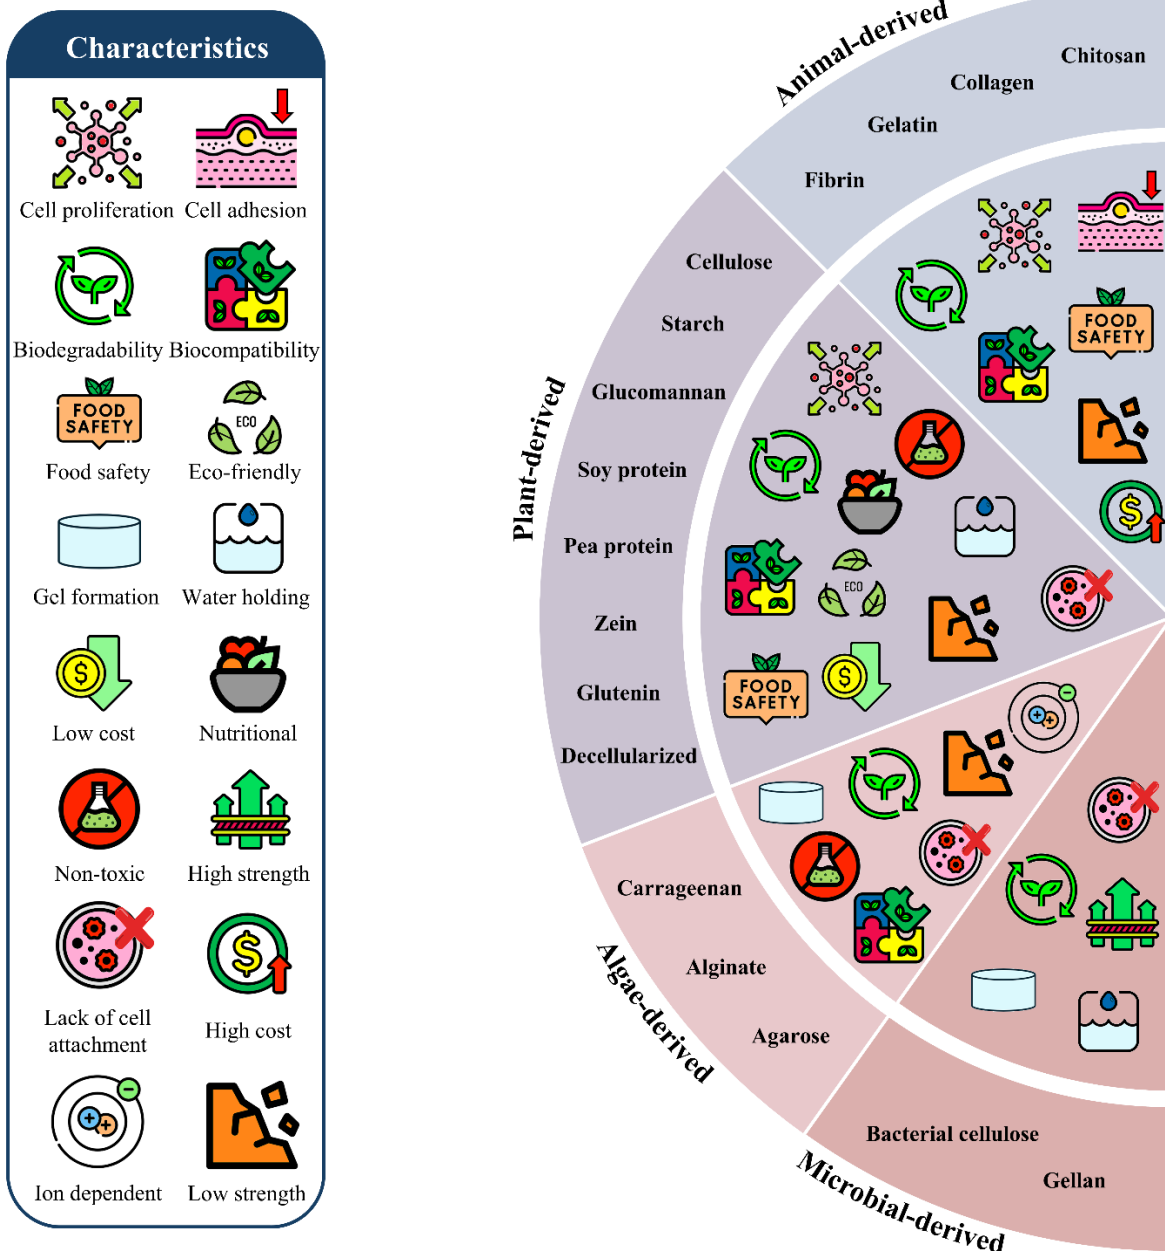 Characteristics
Cell proliferation
Cell adhesion
Biodegradability
Biocompatibility
FOOD
SAFETY
ECO
Food safety
Eco-friendly
Gel formation
Water holding
$
Low cost
Nutritional
Non-toxic
High strength
$
Lack of cell
attachment
High cost
Ion dependent
Low strength
Animal-derived
Chitosan
Collagen
Gelatin
Fibrin
FOOD
SAFETY
$
Plant-derived
Cellulose
Starch
Glucomannan
Soy protein
Pea protein
Zein
Glutenin
Decellularized
ECO
$
FOOD
SAFETY
Algae-derived
Carrageenan
Alginate
Agarose
Microbial-derived
Bacterial cellulose
Gellan